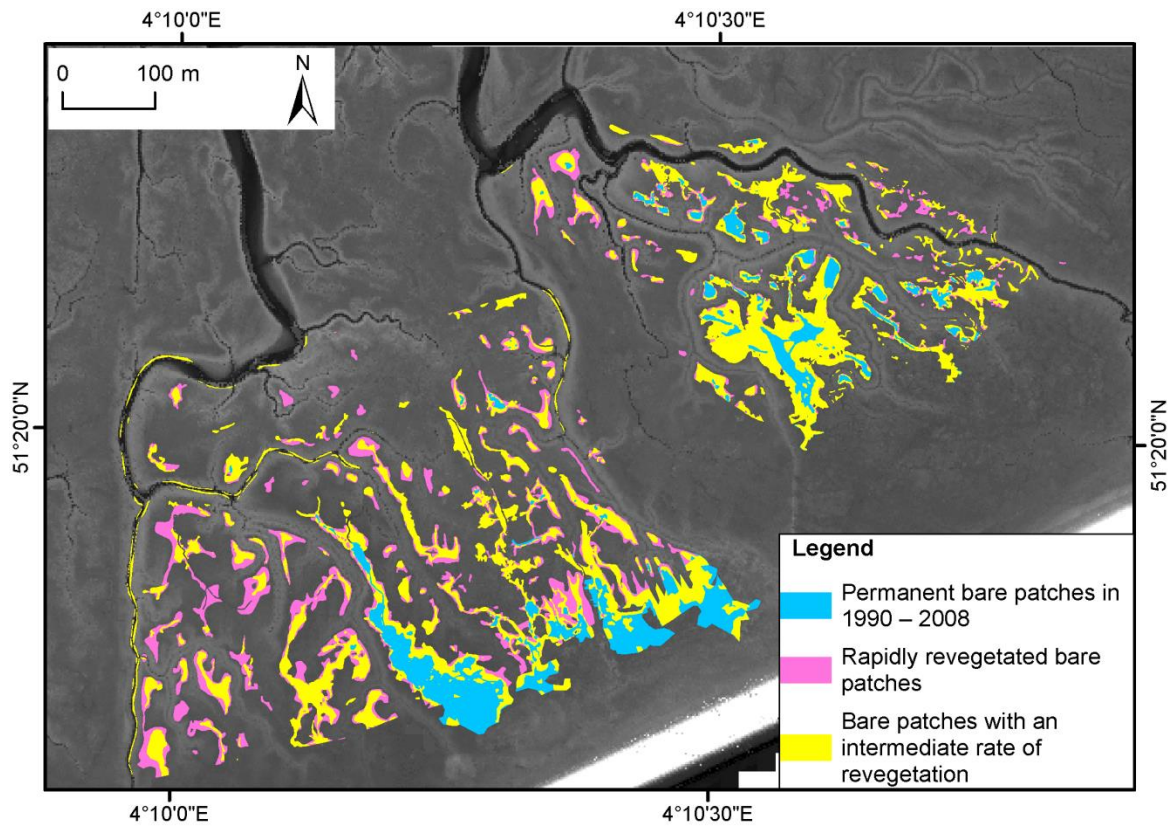 4°10'0"E
4°10'30"E
0 100 m
N
51°20'0"N
51°20'0"N
Legend
Permanent bare patches in
1990 – 2008
Rapidly revegetated bare
patches
Bare patches with an
intermediate rate of
revegetation
4°10'0"E
4°10'30"E